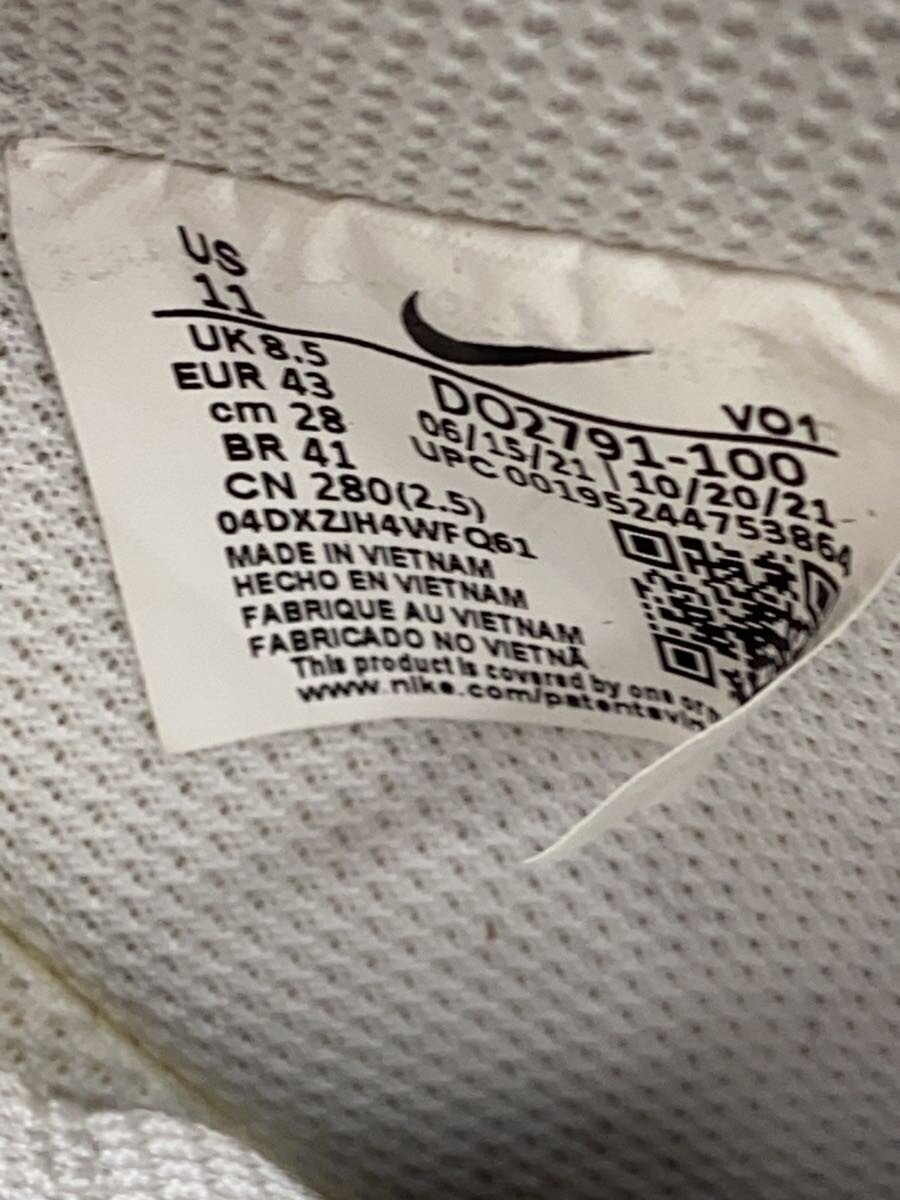 US
11
UK 8.5
EUR 43
cm 28
BR 41
CN 280(2.5)
04DXZJH4WFQ61
MADE IN VIETNAM
HECHO EN VIETNAM
FABRIQUE AU VIETNAM
FABRICADO NO VIETNÃ
This product is covered by one or
www.nike.com/patents
VO1
DO2791-100
06/15/21 \ 10/20/21
UPC 00195244753864